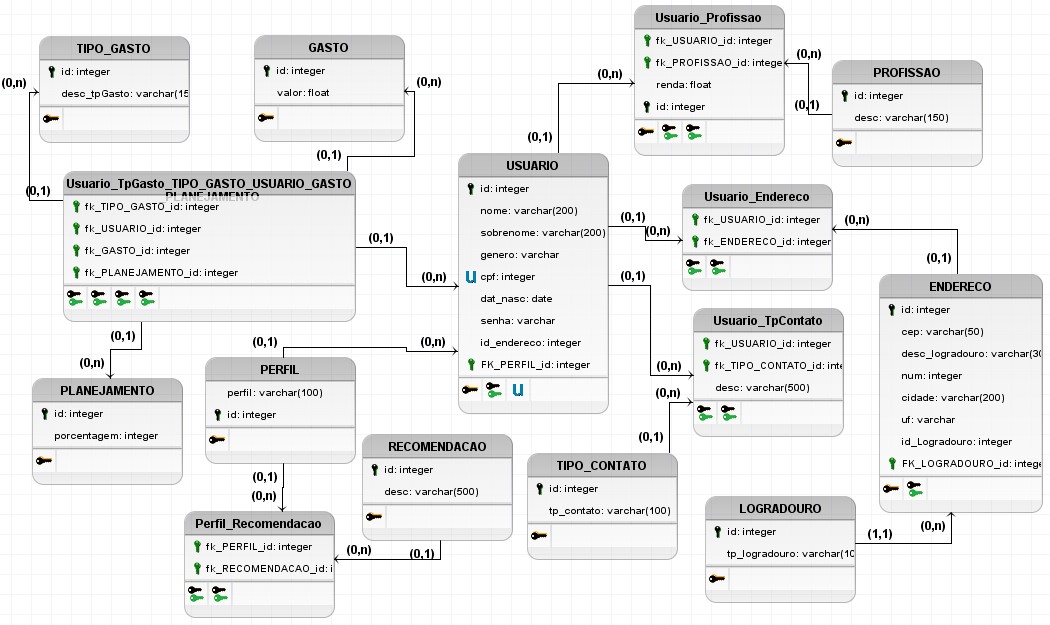 TIPO_GASTO
id: integer
desc_tpGasto: varchar(15
(0,n)
(0,1)
GASTO
id: integer
valor: float
(0,n)
(0,1)
Usuario_Profissao
fk_USUARIO_id: integer
fk_PROFISSAO_id: intege
renda: float
id: integer
(0,n)
(0,1)
(0,n)
(0,1)
PROFISSAO
id: integer
desc: varchar(150)
Usuario_TpGasto_TIPO_GASTO_USUARIO_GASTO
PLANEJAMENTO
fk_TIPO_GASTO_id: integer
fk_USUARIO_id: integer
fk_GASTO_id: integer
fk_PLANEJAMENTO_id: integer
(0,1)
(0,n)
(0,1)
(0,n)
USUARIO
id: integer
nome: varchar(200)
sobrenome: varchar(200)
genero: varchar
u cpf: integer
dat_nasc: date
senha: varchar
id_endereco: integer
FK_PERFIL_id: integer
u
(0,1)
(0,n)
(0,1)
(0,n)
Usuario_Endereco
fk_USUARIO_id: integer
fk_ENDERECO_id: integer
(0,n)
(0,1)
ENDERECO
id: integer
cep: varchar(50)
desc_logradouro: varchar(30
num: integer
cidade: varchar(200)
uf: varchar
id_Logradouro: integer
FK_LOGRADOURO_id: intege
Usuario_TpContato
fk_USUARIO_id: integer
fk_TIPO_CONTATO_id: inte
desc: varchar(500)
(0,n)
(0,1)
PLANEJAMENTO
id: integer
porcentagem: integer
(0,1)
(0,n)
PERFIL
perfil: varchar(100)
id: integer
(0,1)
(0,n)
RECOMENDACAO
id: integer
desc: varchar(500)
(0,n)
(0,1)
TIPO_CONTATO
id: integer
tp_contato: varchar(100)
Perfil_Recomendacao
fk_PERFIL_id: integer
fk_RECOMENDACAO_id: i
LOGRADOURO
id: integer
tp_logradouro: varchar(10
(1,1)
(0,n)